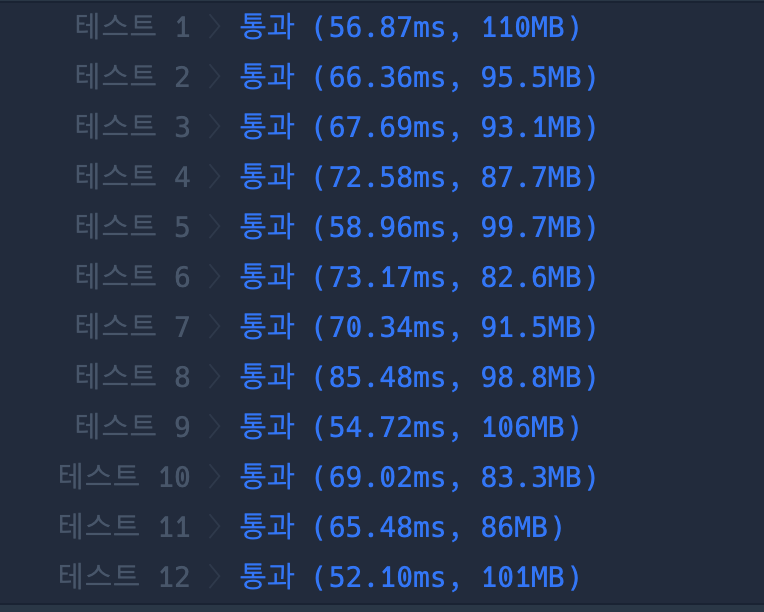 테스트 1 > 통과 (56.87ms, 110MB)
테스트 2 > 통과 (66.36ms, 95.5MB)
테스트 3 > 통과 (67.69ms, 93.1MB)
테스트 4 > 통과 (72.58ms, 87.7MB)
테스트 5 > 통과 (58.96ms, 99.7MB)
테스트 6 > 통과 (73.17ms, 82.6MB)
테스트 7 > 통과 (70.34ms, 91.5MB)
테스트 8 > 통과 (85.48ms, 98.8MB)
테스트 9 > 통과 (54.72ms, 106MB)
테스트 10 > 통과 (69.02ms, 83.3MB)
테스트 11 > 통과 (65.48ms, 86MB)
테스트 12 > 통과 (52.10ms, 101MB)